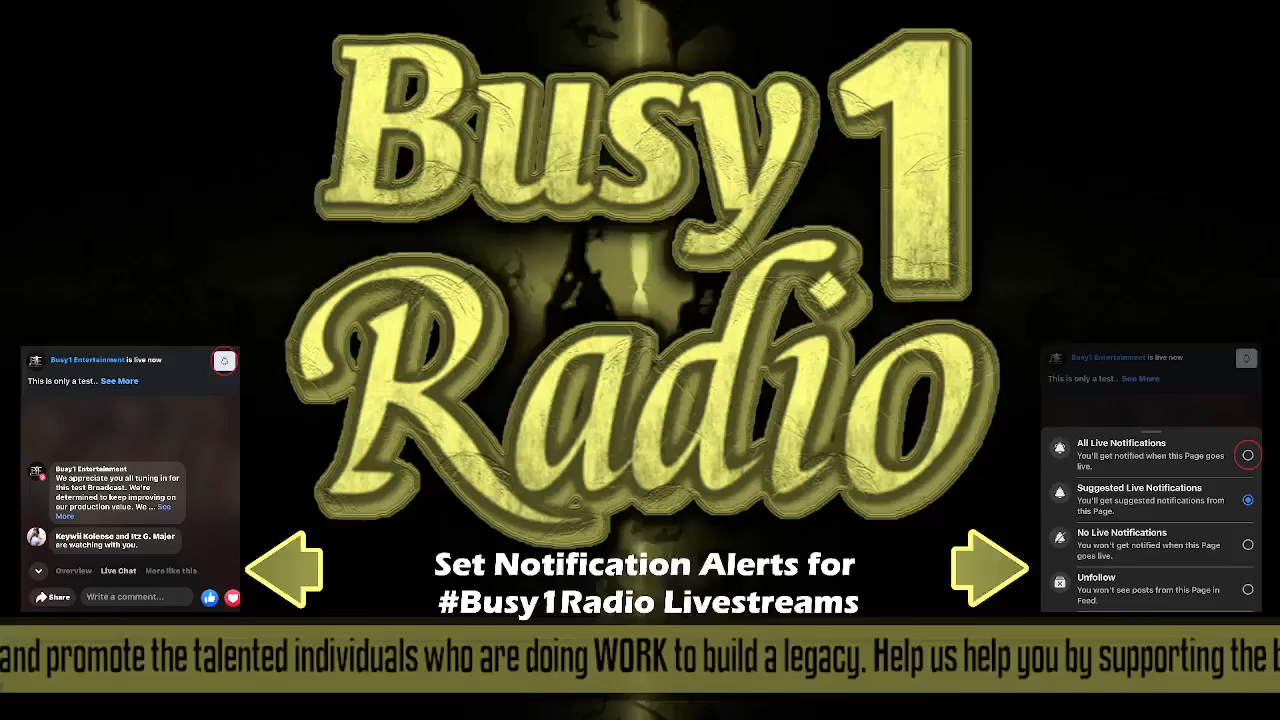 Busy 1
Radio
Busy1 Entertainment is live now
This is only a test.. See More
Busy1 Entertainment
We appreciate you all tuning in for
this test Broadcast. We're
determined to keep improving on
our production value. We ... See
More
Keywii Koleese and Itz G. Major
are watching with you.
Overview Live Chat More like this
Share Write a comment...
Set Notification Alerts for
#Busy1Radio Livestreams
Busy1 Entertainment is live now
This is only a test.. See More
All Live Notifications
You'll get notified when this Page goes
live.
Suggested Live Notifications
You'll get suggested notifications from
this Page.
No Live Notifications
You won't get notified when this Page
goes live.
Unfollow
You won't see posts from this Page in
Feed.
and promote the talented individuals who are doing WORK to build a legacy. Help us help you by supporting the